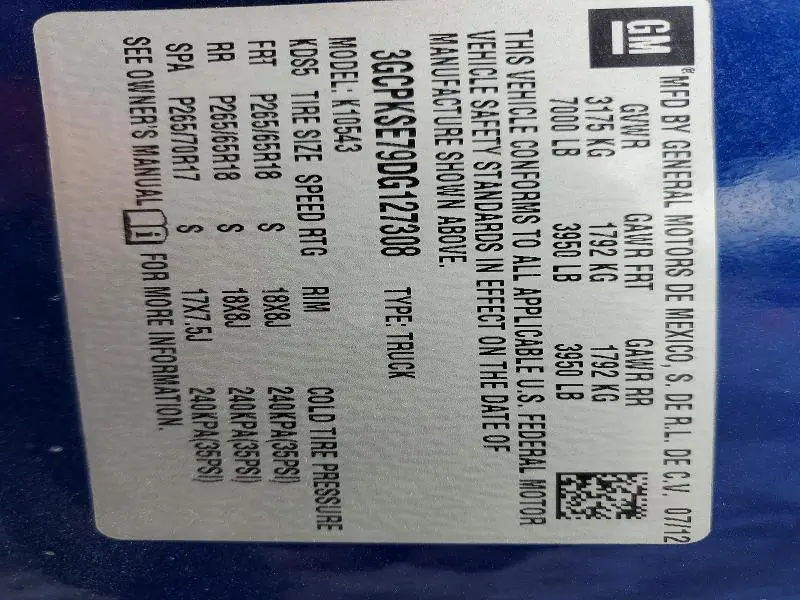 GM
®MFD BY GENERAL MOTORS DE MEXICO, S. DE R.L. DE C.V. 07/12
GVWR GAWR FRT GAWR RR
3175 KG 1792 KG 1792 KG
7000 LB 3950 LB 3950 LB
THIS VEHICLE CONFORMS TO ALL APPLICABLE U.S. FEDERAL MOTOR
VEHICLE SAFETY STANDARDS IN EFFECT ON THE DATE OF
MANUFACTURE SHOWN ABOVE.
3GCPKSE79DG127308 TYPE: TRUCK
MODEL: K10543
KDS5 TIRE SIZE SPEED RTG RIM COLD TIRE PRESSURE
FRT P265/65R18 S 18X8J 240KPA(35PSI)
RR P265/65R18 S 18X8J 240KPA(35PSI)
SPA P265/70R17 S 17X7.5J 240KPA(35PSI)
SEE OWNER'S MANUAL FOR MORE INFORMATION.